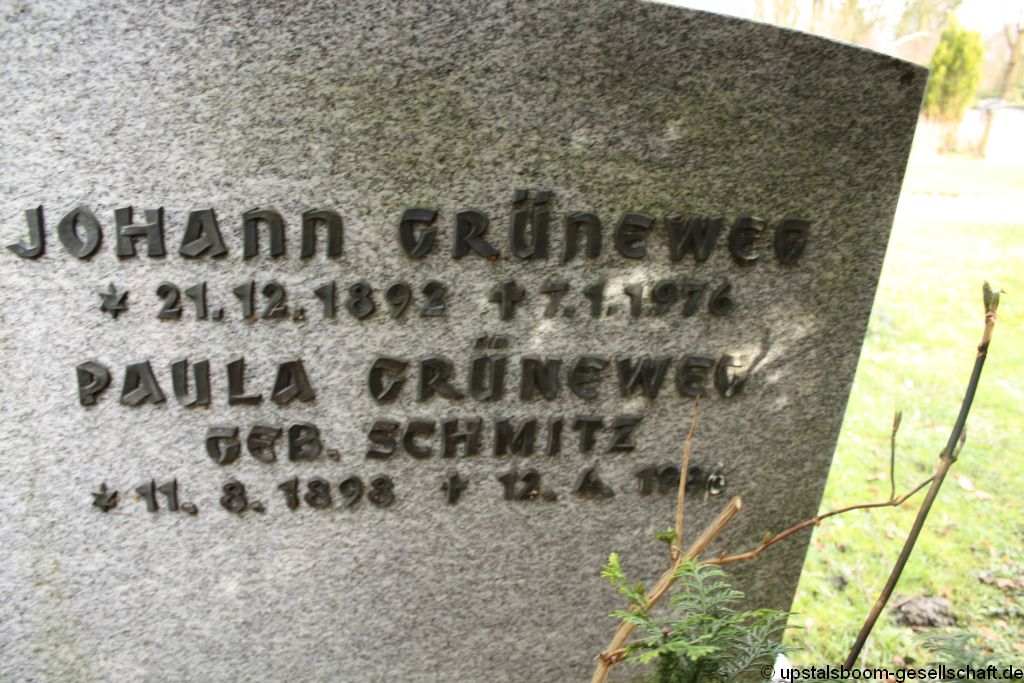 JOHANN GRÜNEWEG
* 21.12.1892 † 7.1.1976
PAULA GRÜNEWEG
GEB. SCHMITZ
* 11. 8. 1898 † 12. 4.
© upstalsboom-gesellschaft.de